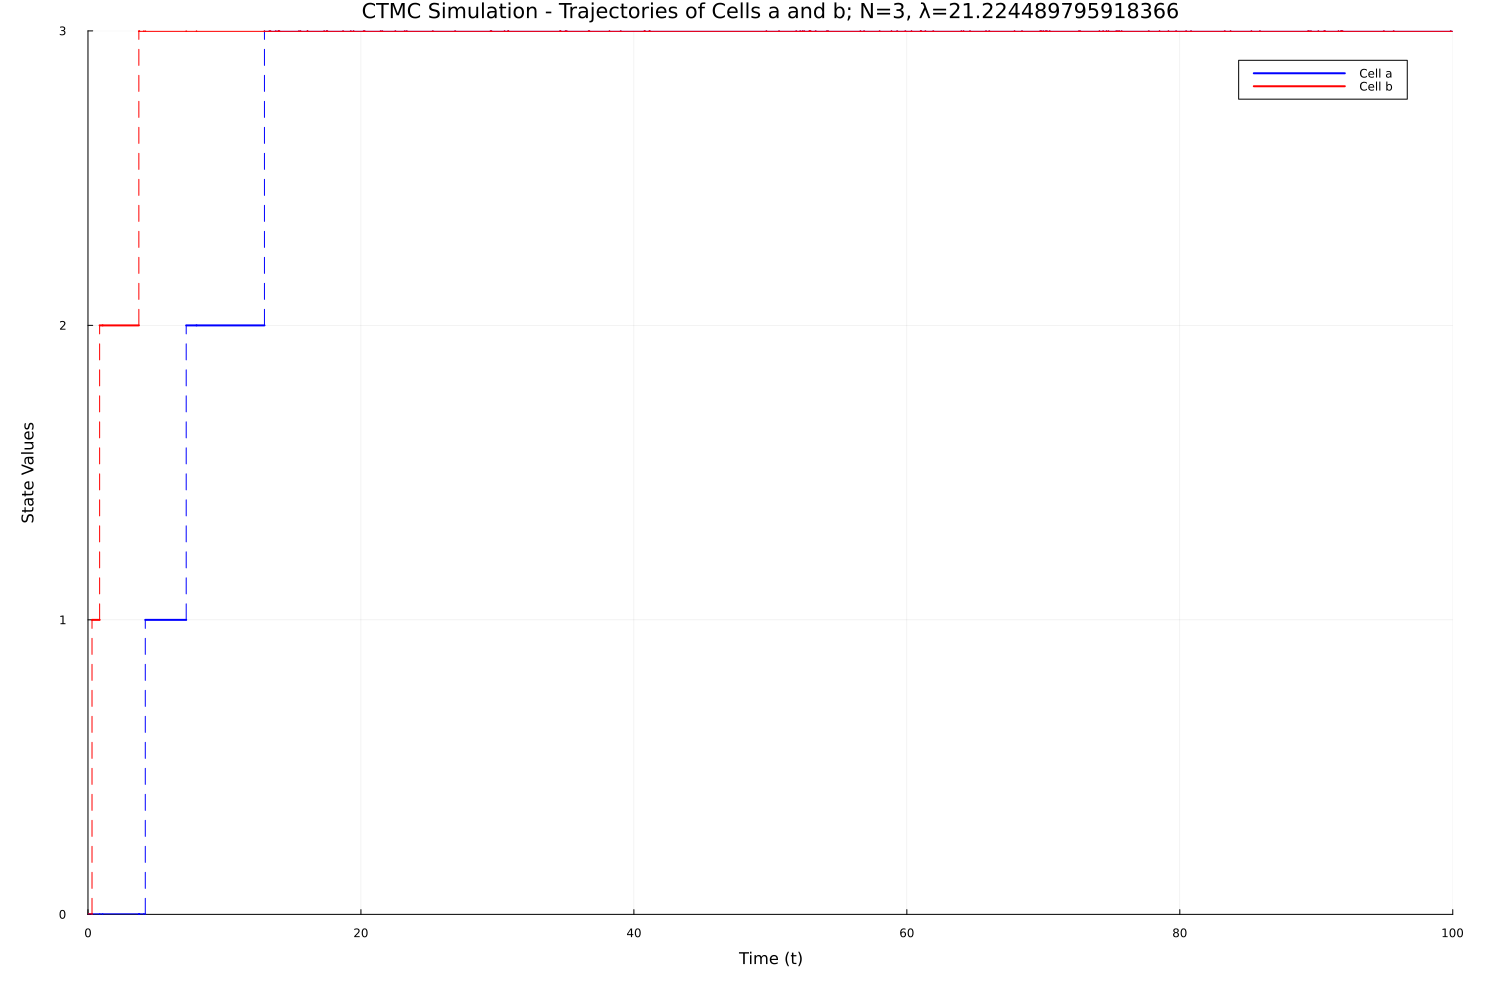 CTMC Simulation - Trajectories of Cells a and b; N=3, λ=21.224489795918366
3
Cell a
Cell b
2
State Values
1
0
0 20 40 60 80 100
Time (t)